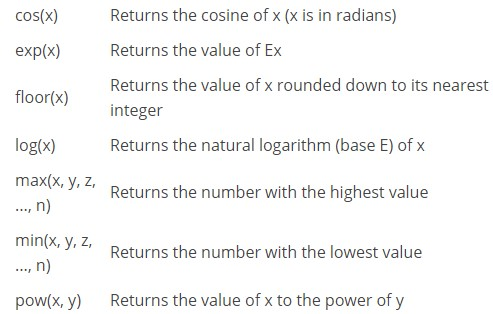 cos(x) Returns the cosine of x (x is in radians)
exp(x) Returns the value of Ex
floor(x) Returns the value of x rounded down to its nearest
integer
log(x) Returns the natural logarithm (base E) of x
max(x, y, z,
..., n) Returns the number with the highest value
min(x, y, z,
..., n) Returns the number with the lowest value
pow(x, y) Returns the value of x to the power of y